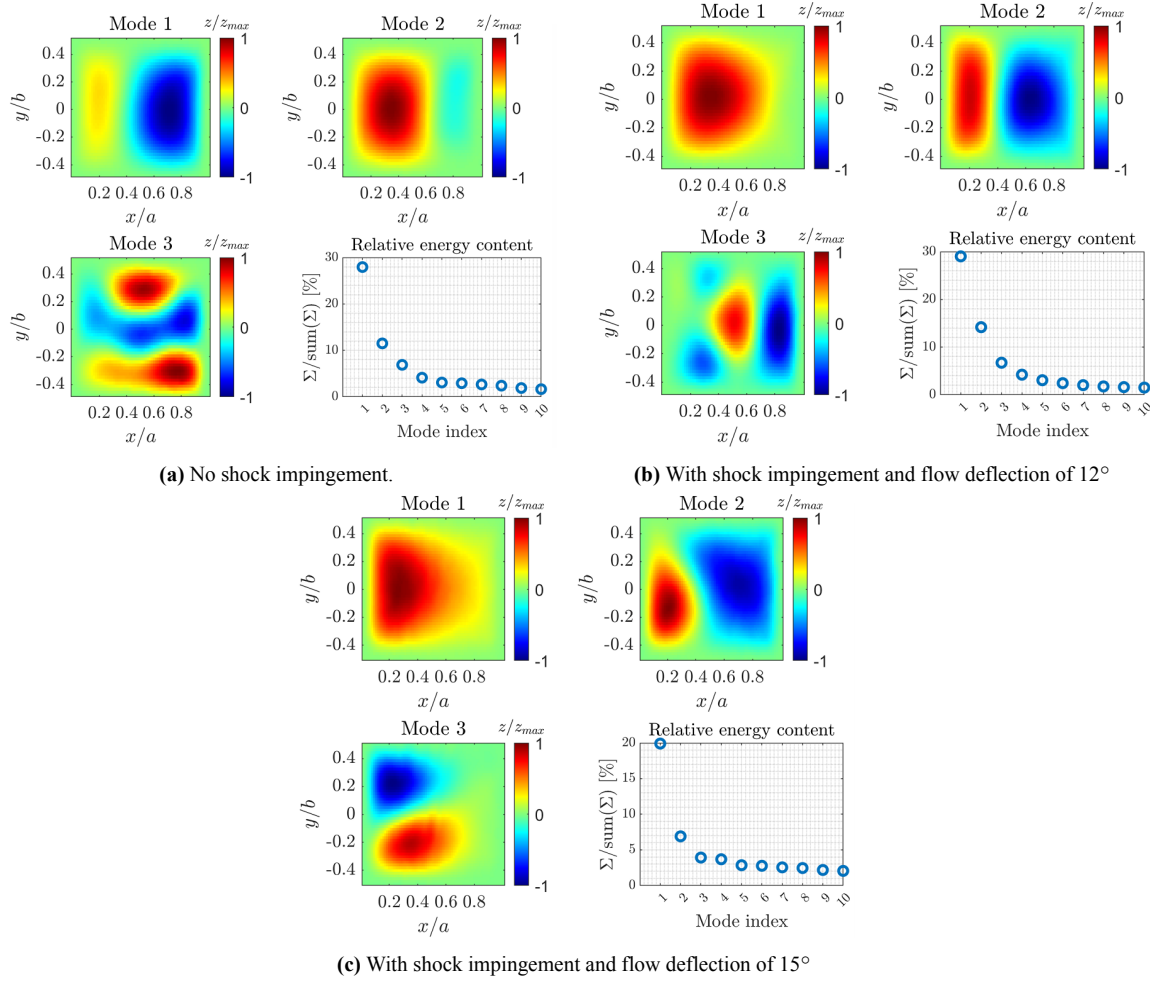 Mode 1 z/z_max
1
0
-1
0.4
0.2
0
-0.2
-0.4
y/b
0.2 0.4 0.6 0.8
x/a
Mode 2 z/z_max
1
0
-1
0.4
0.2
0
-0.2
-0.4
y/b
0.2 0.4 0.6 0.8
x/a
Mode 3 z/z_max
1
0
-1
0.4
0.2
0
-0.2
-0.4
y/b
0.2 0.4 0.6 0.8
x/a
Relative energy content
30
20
10
0
Σ/sum(Σ) [%]
1 2 3 4 5 6 7 8 9 10
Mode index
(a) No shock impingement.
Mode 1 z/z_max
1
0
-1
0.4
0.2
0
-0.2
-0.4
y/b
0.2 0.4 0.6 0.8
x/a
Mode 2 z/z_max
1
0
-1
0.4
0.2
0
-0.2
-0.4
y/b
0.2 0.4 0.6 0.8
x/a
Mode 3 z/z_max
1
0
-1
0.4
0.2
0
-0.2
-0.4
y/b
0.2 0.4 0.6 0.8
x/a
Relative energy content
30
20
10
0
Σ/sum(Σ) [%]
1 2 3 4 5 6 7 8 9 10
Mode index
(b) With shock impingement and flow deflection of 12°
Mode 1 z/z_max
1
0
-1
0.4
0.2
0
-0.2
-0.4
y/b
0.2 0.4 0.6 0.8
x/a
Mode 2 z/z_max
1
0
-1
0.4
0.2
0
-0.2
-0.4
y/b
0.2 0.4 0.6 0.8
x/a
Mode 3 z/z_max
1
0
-1
0.4
0.2
0
-0.2
-0.4
y/b
0.2 0.4 0.6 0.8
x/a
Relative energy content
20
15
10
5
0
Σ/sum(Σ) [%]
1 2 3 4 5 6 7 8 9 10
Mode index
(c) With shock impingement and flow deflection of 15°